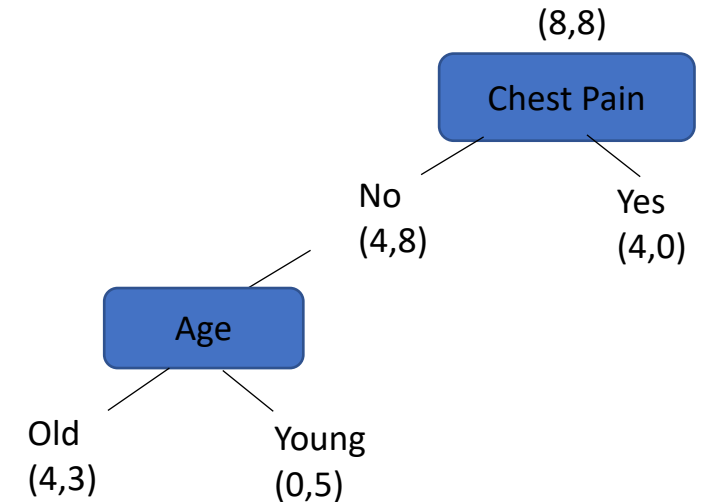 (8,8)
Chest Pain
No
(4,8)
Yes
(4,0)
Age
Old
(4,3)
Young
(0,5)